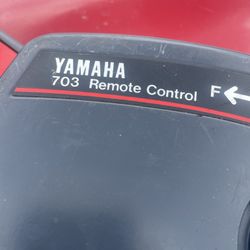 YAMAHA
703 Remote Control F